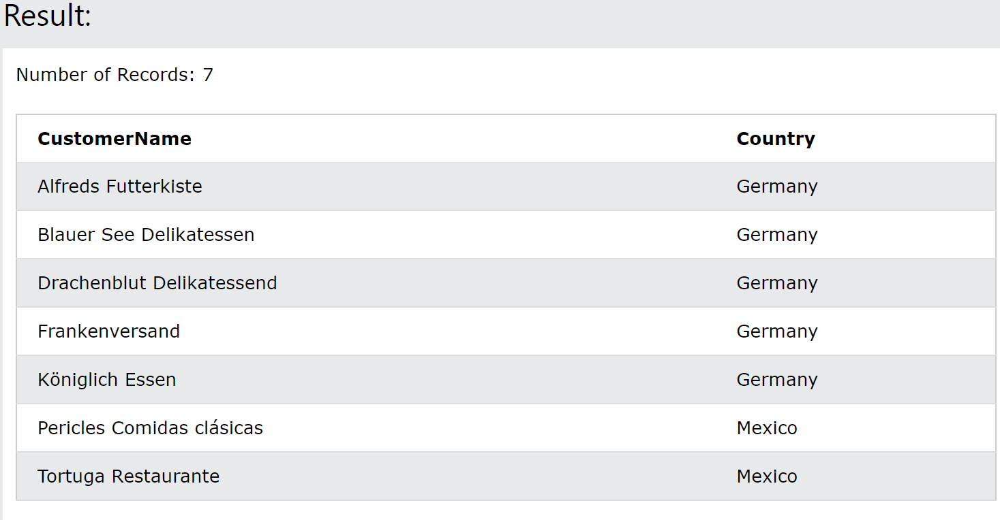 Result:
Number of Records: 7
CustomerName Country
Alfreds Futterkiste Germany
Blauer See Delikatessen Germany
Drachenblut Delikatessend Germany
Frankenversand Germany
Königlich Essen Germany
Pericles Comidas clásicas Mexico
Tortuga Restaurante Mexico